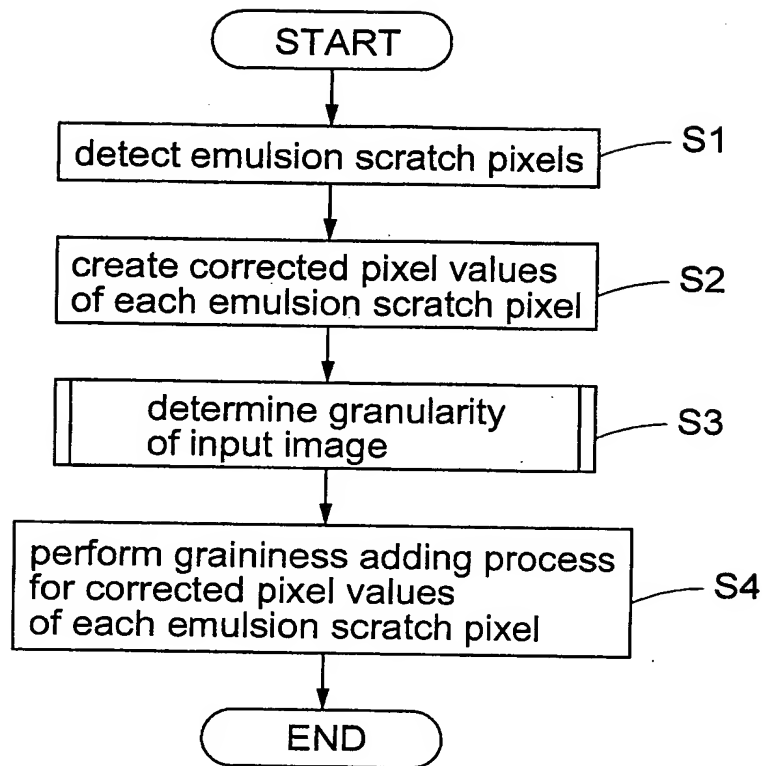 START
detect emulsion scratch pixels
S1
create corrected pixel values
of each emulsion scratch pixel
S2
determine granularity
of input image
S3
perform graininess adding process
for corrected pixel values
of each emulsion scratch pixel
S4
END